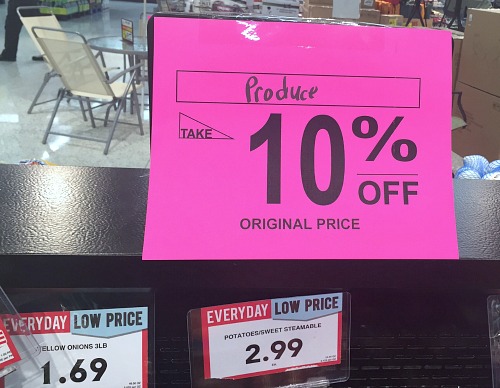 Produce
TAKE
10% OFF
ORIGINAL PRICE
EVERYDAY LOW PRICE
YELLOW ONIONS 3LB
1.69
EVERYDAY LOW PRICE
POTATOES/SWEET STEAMABLE
2.99